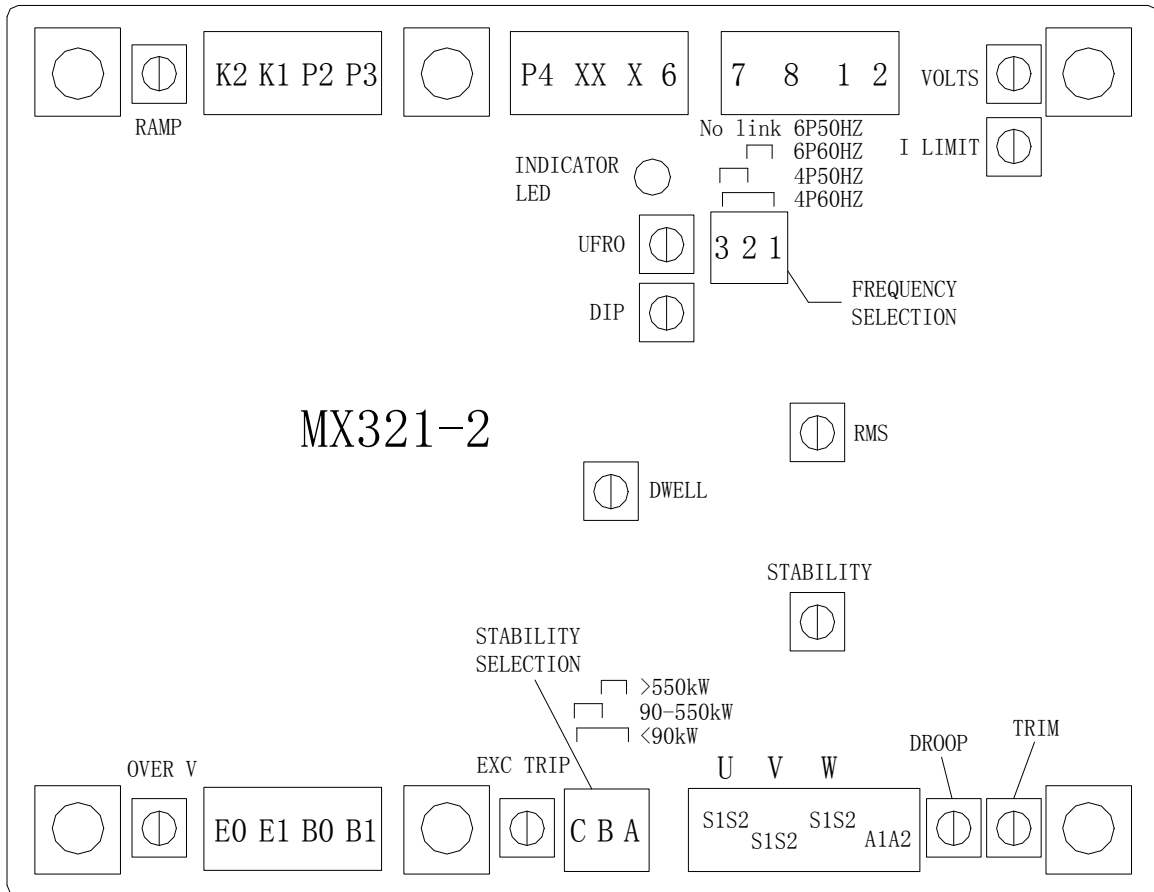 K2 K1 P2 P3
P4 XX X 6
7 8 1 2
VOLTS
RAMP
No link 6P50HZ
6P60HZ
4P50HZ
4P60HZ
I LIMIT
INDICATOR
LED
UFRO
3 2 1
DIP
FREQUENCY
SELECTION
MX321-2
RMS
DWELL
STABILITY
STABILITY
SELECTION
>550kW
90-550kW
<90kW
OVER V
EXC TRIP
U V W
DROOP
TRIM
E0 E1 B0 B1
C B A
S1S2
S1S2
S1S2
A1A2